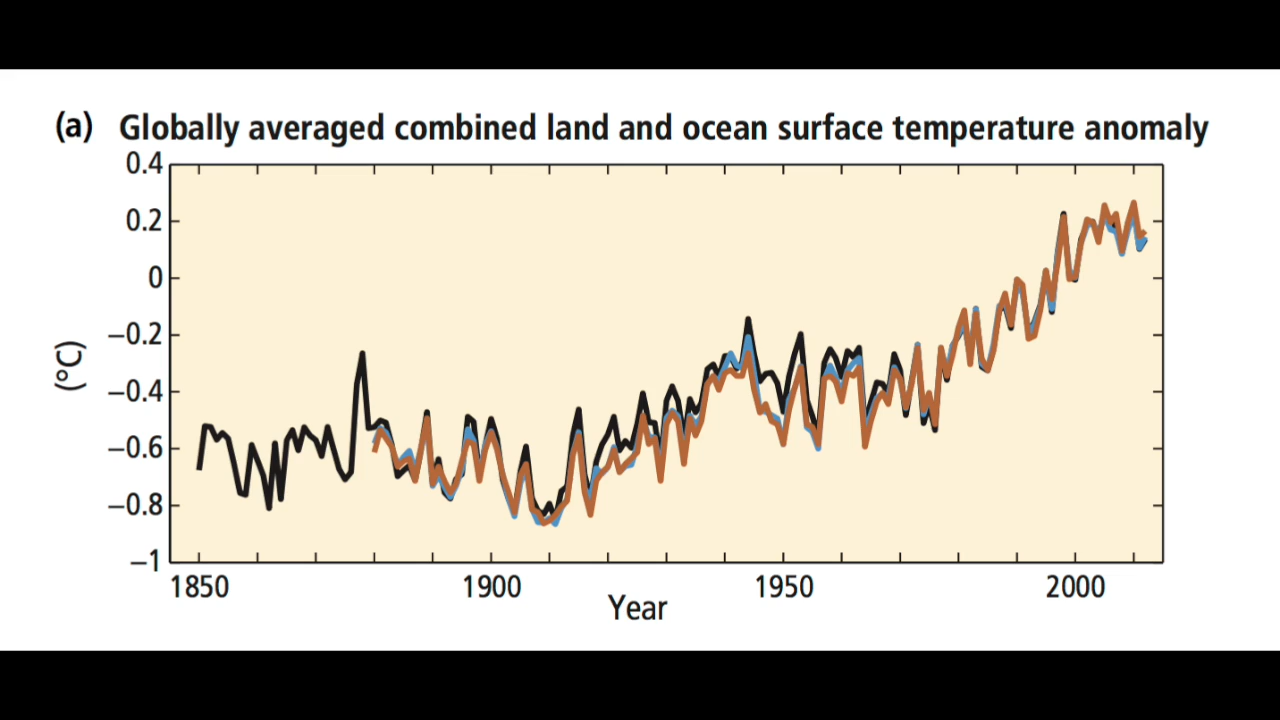 (a) Globally averaged combined land and ocean surface temperature anomaly
0.4
0.2
0
−0.2
−0.4
−0.6
−0.8
−1
(°C)
1850 1900 1950 2000
Year